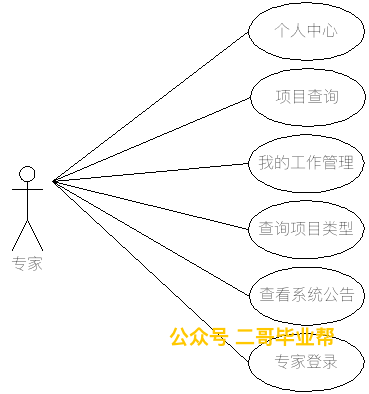 个人中心
项目查询
我的工作管理
查询项目类型
专家
查看系统公告
公众号 二哥毕业帮
专家登录